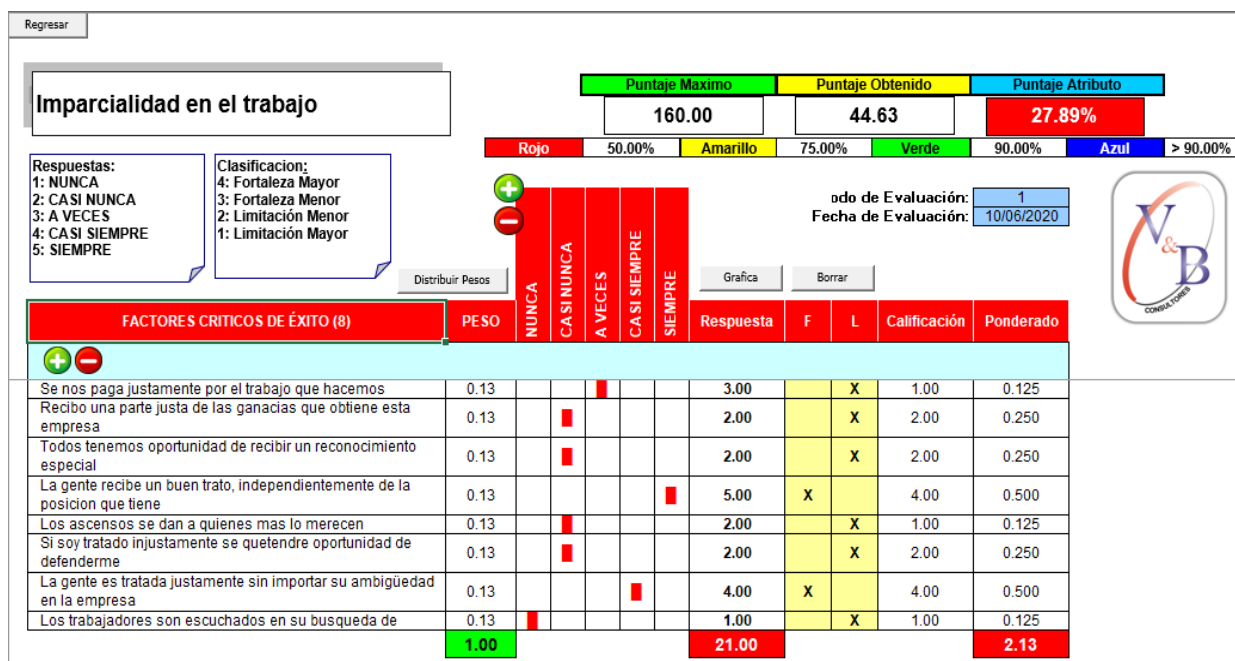 Regresar
Imparcialidad en el trabajo
Puntaje Maximo Puntaje Obtenido Puntaje Atributo
160.00 44.63 27.89%
Rojo 50.00% Amarillo 75.00% Verde 90.00% Azul > 90.00%
Respuestas:
1: NUNCA
2: CASI NUNCA
3: A VECES
4: CASI SIEMPRE
5: SIEMPRE
Clasificacion:
4: Fortaleza Mayor
3: Fortaleza Menor
2: Limitación Menor
1: Limitación Mayor
odo de Evaluación: 1
Fecha de Evaluación: 10/06/2020
V&B
CONSULTORES
Distribuir Pesos
Grafica
Borrar
FACTORES CRITICOS DE ÉXITO (8) PESO NUNCA CASI NUNCA A VECES CASI SIEMPRE SIEMPRE Respuesta F L Calificación Ponderado
Se nos paga justamente por el trabajo que hacemos 0.13 3.00 X 1.00 0.125
Recibo una parte justa de las ganacias que obtiene esta
empresa 0.13 2.00 X 2.00 0.250
Todos tenemos oportunidad de recibir un reconocimiento
especial 0.13 2.00 X 2.00 0.250
La gente recibe un buen trato, independientemente de la
posicion que tiene 0.13 5.00 X 4.00 0.500
Los ascensos se dan a quienes mas lo merecen 0.13 2.00 X 1.00 0.125
Si soy tratado injustamente se quetendre oportunidad de
defenderme 0.13 2.00 X 2.00 0.250
La gente es tratada justamente sin importar su ambigüedad
en la empresa 0.13 4.00 X 4.00 0.500
Los trabajadores son escuchados en su busqueda de 0.13 1.00 X 1.00 0.125
1.00 21.00 2.13